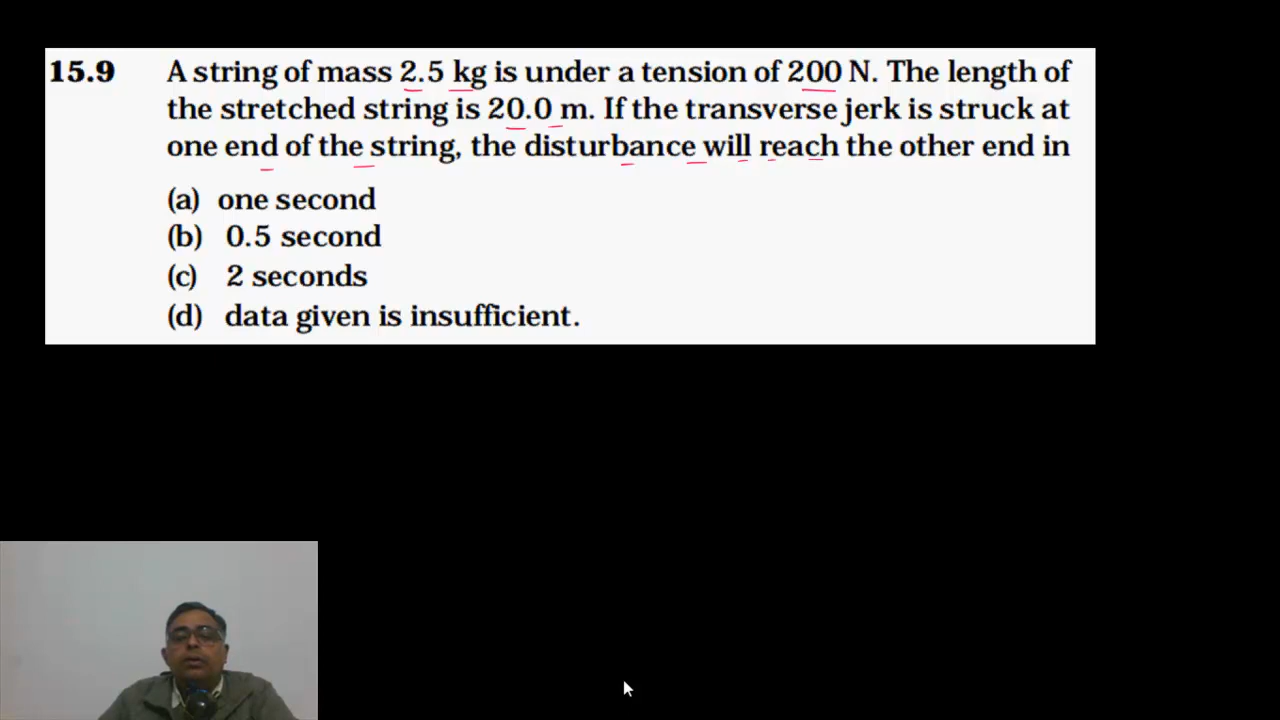 15.9 A string of mass 2.5 kg is under a tension of 200 N. The length of
the stretched string is 20.0 m. If the transverse jerk is struck at
one end of the string, the disturbance will reach the other end in
(a) one second
(b) 0.5 second
(c) 2 seconds
(d) data given is insufficient.